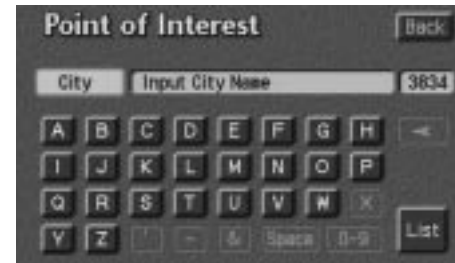 Point of Interest Back
City Input City Name 3834
A B C D E F G H
I J K L M N O P
Q R S T U V W X
Y Z ' - & Space 0-9 List